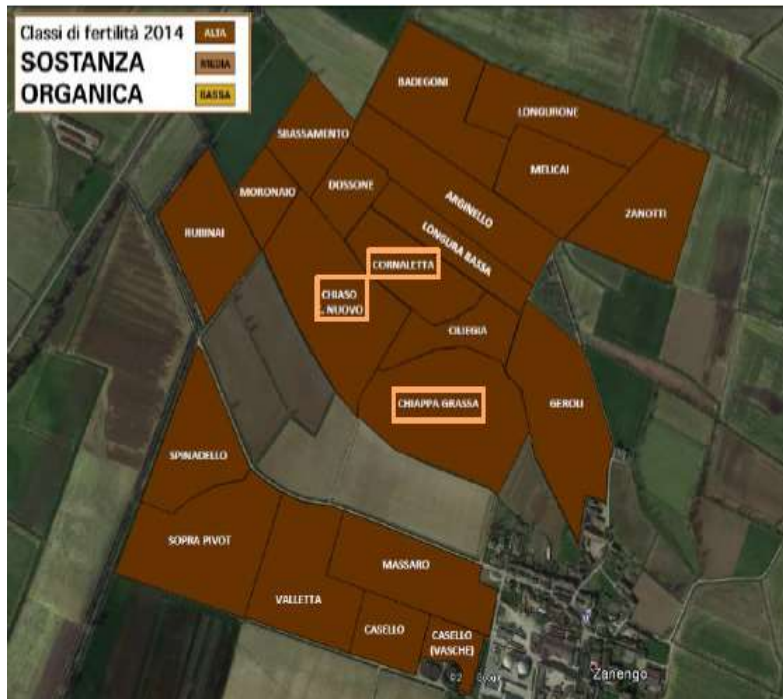 Classi di fertilità 2014 ALTA
SOSTANZA MEDIA
ORGANICA BASSA
BADEGONI
LONGURONE
SBASSAMENTO
MELICAI
DOSSONE
MORONAIO
ARGINELLO
ZANOTTI
RUBINAI
LONGURA BASSA
CORNALETTA
CHIASO
NUOVO
CILIEGIA
CHIAPPA GRASSA
GEROLI
SPINADELLO
SOPRA PIVOT
MASSARO
VALLETTA
CASELLO
CASELLO
(VASCHE)
Zanengo